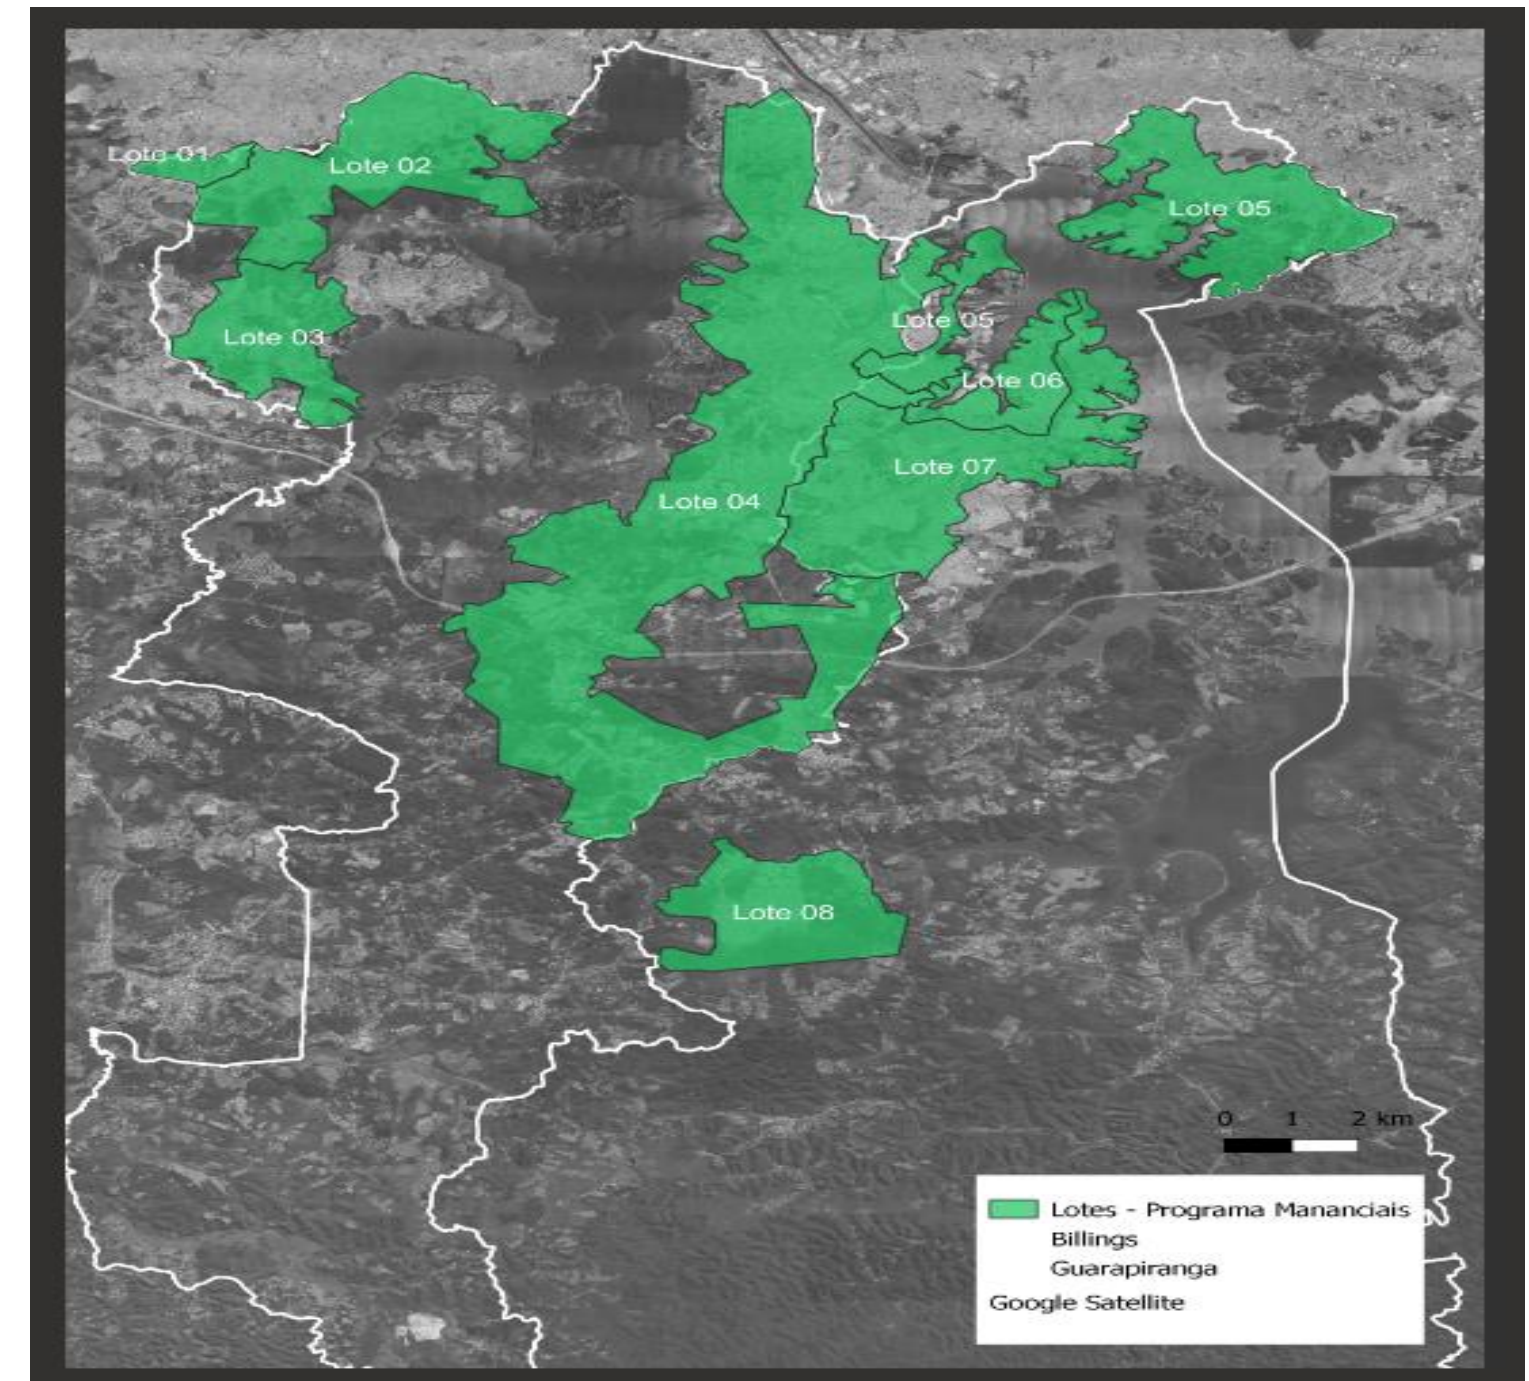 Lote 01
Lote 02
Lote 05
Lote 03
Lote 05
Lote 06
Lote 07
Lote 04
Lote 08
0 1 2 km
Lotes - Programa Mananciais
Billings
Guarapiranga
Google Satellite